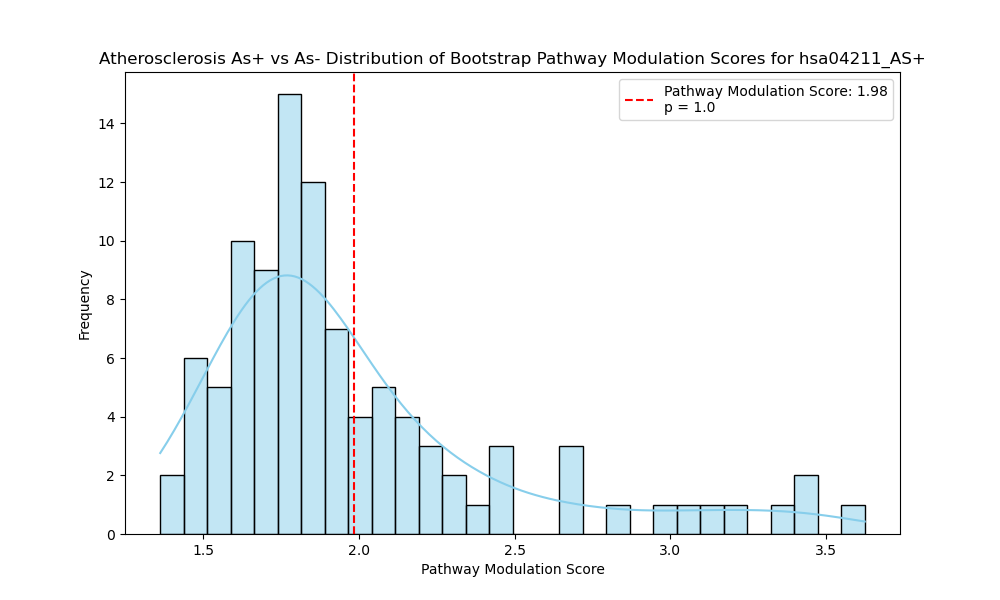 Atherosclerosis As+ vs As- Distribution of Bootstrap Pathway Modulation Scores for hsa04211_AS+
Pathway Modulation Score: 1.98
p = 1.0
Frequency
14
12
10
8
6
4
2
0
1.5 2.0 2.5 3.0 3.5
Pathway Modulation Score